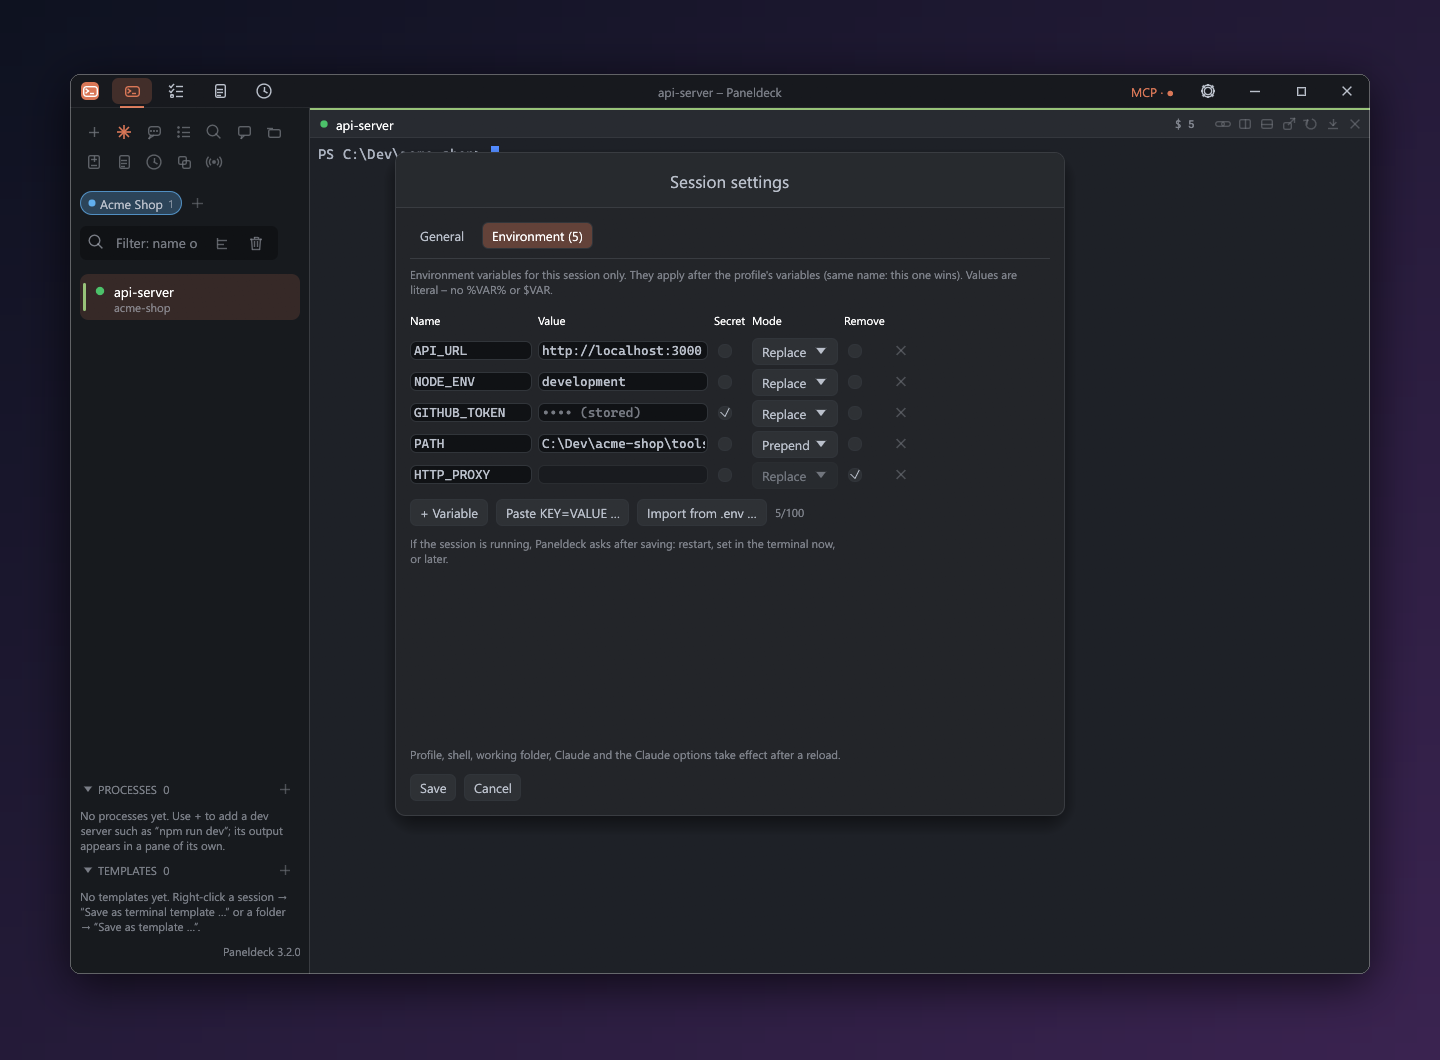 api-server – Paneldeck
MCP ·
api-server
$ 5
PS C:\Dev\
Acme Shop 1
Filter: name o
api-server
acme-shop
Session settings
General
Environment (5)
Environment variables for this session only. They apply after the profile's variables (same name: this one wins). Values are
literal – no %VAR% or $VAR.
Name Value Secret Mode Remove
API_URL http://localhost:3000 Replace
NODE_ENV development Replace
GITHUB_TOKEN •••• (stored) Replace
PATH C:\Dev\acme-shop\tools Prepend
HTTP_PROXY Replace
+ Variable Paste KEY=VALUE ... Import from .env ... 5/100
If the session is running, Paneldeck asks after saving: restart, set in the terminal now,
or later.
Profile, shell, working folder, Claude and the Claude options take effect after a reload.
Save Cancel
PROCESSES 0
No processes yet. Use + to add a dev
server such as "npm run dev"; its output
appears in a pane of its own.
TEMPLATES 0
No templates yet. Right-click a session →
"Save as terminal template ..." or a folder
→ "Save as template ...".
Paneldeck 3.2.0